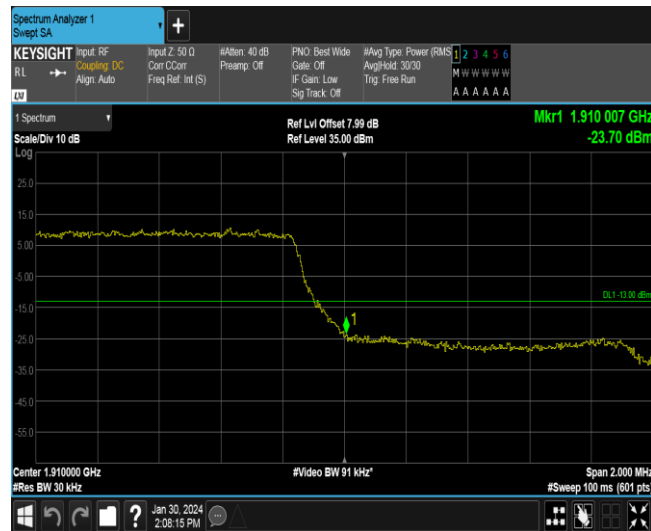 Spectrum Analyzer 1
Swept SA
+
KEYSIGHT
RL
LXI
Input: RF
Coupling: DC
Align: Auto
Input Z: 50 Ω
Corr CCorr
Freq Ref: Int (S)
#Atten: 40 dB
Preamp: Off
PNO: Best Wide
Gate: Off
IF Gain: Low
Sig Track: Off
#Avg Type: Power (RMS
Avg|Hold: 30/30
Trig: Free Run
1 2 3 4 5 6
M W W W W W
A A A A A A
1 Spectrum
Scale/Div 10 dB
Log
Ref Lvl Offset 7.99 dB
Ref Level 35.00 dBm
Mkr1 1.910 007 GHz
-23.70 dBm
25.0
15.0
5.00
-5.00
DL1 -13.00 dBm
-15.0
1
-25.0
-35.0
-45.0
-55.0
Center 1.910000 GHz
#Video BW 91 kHz*
Span 2.000 MHz
#Res BW 30 kHz
#Sweep 100 ms (601 pts)
?
Jan 30, 2024
2:08:15 PM